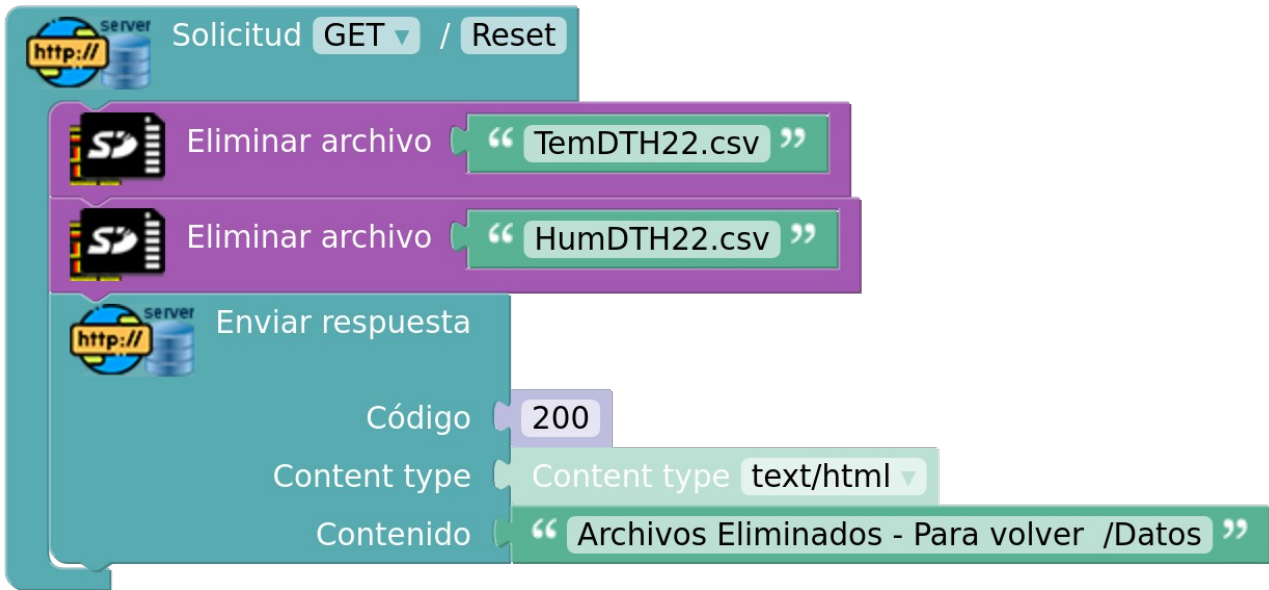 server
http://
Solicitud GET ▾ / Reset
SD Eliminar archivo “ TemDTH22.csv ”
SD Eliminar archivo “ HumDTH22.csv ”
server
http://
Enviar respuesta
Código 200
Content type Content type text/html ▾
Contenido “ Archivos Eliminados - Para volver /Datos ”